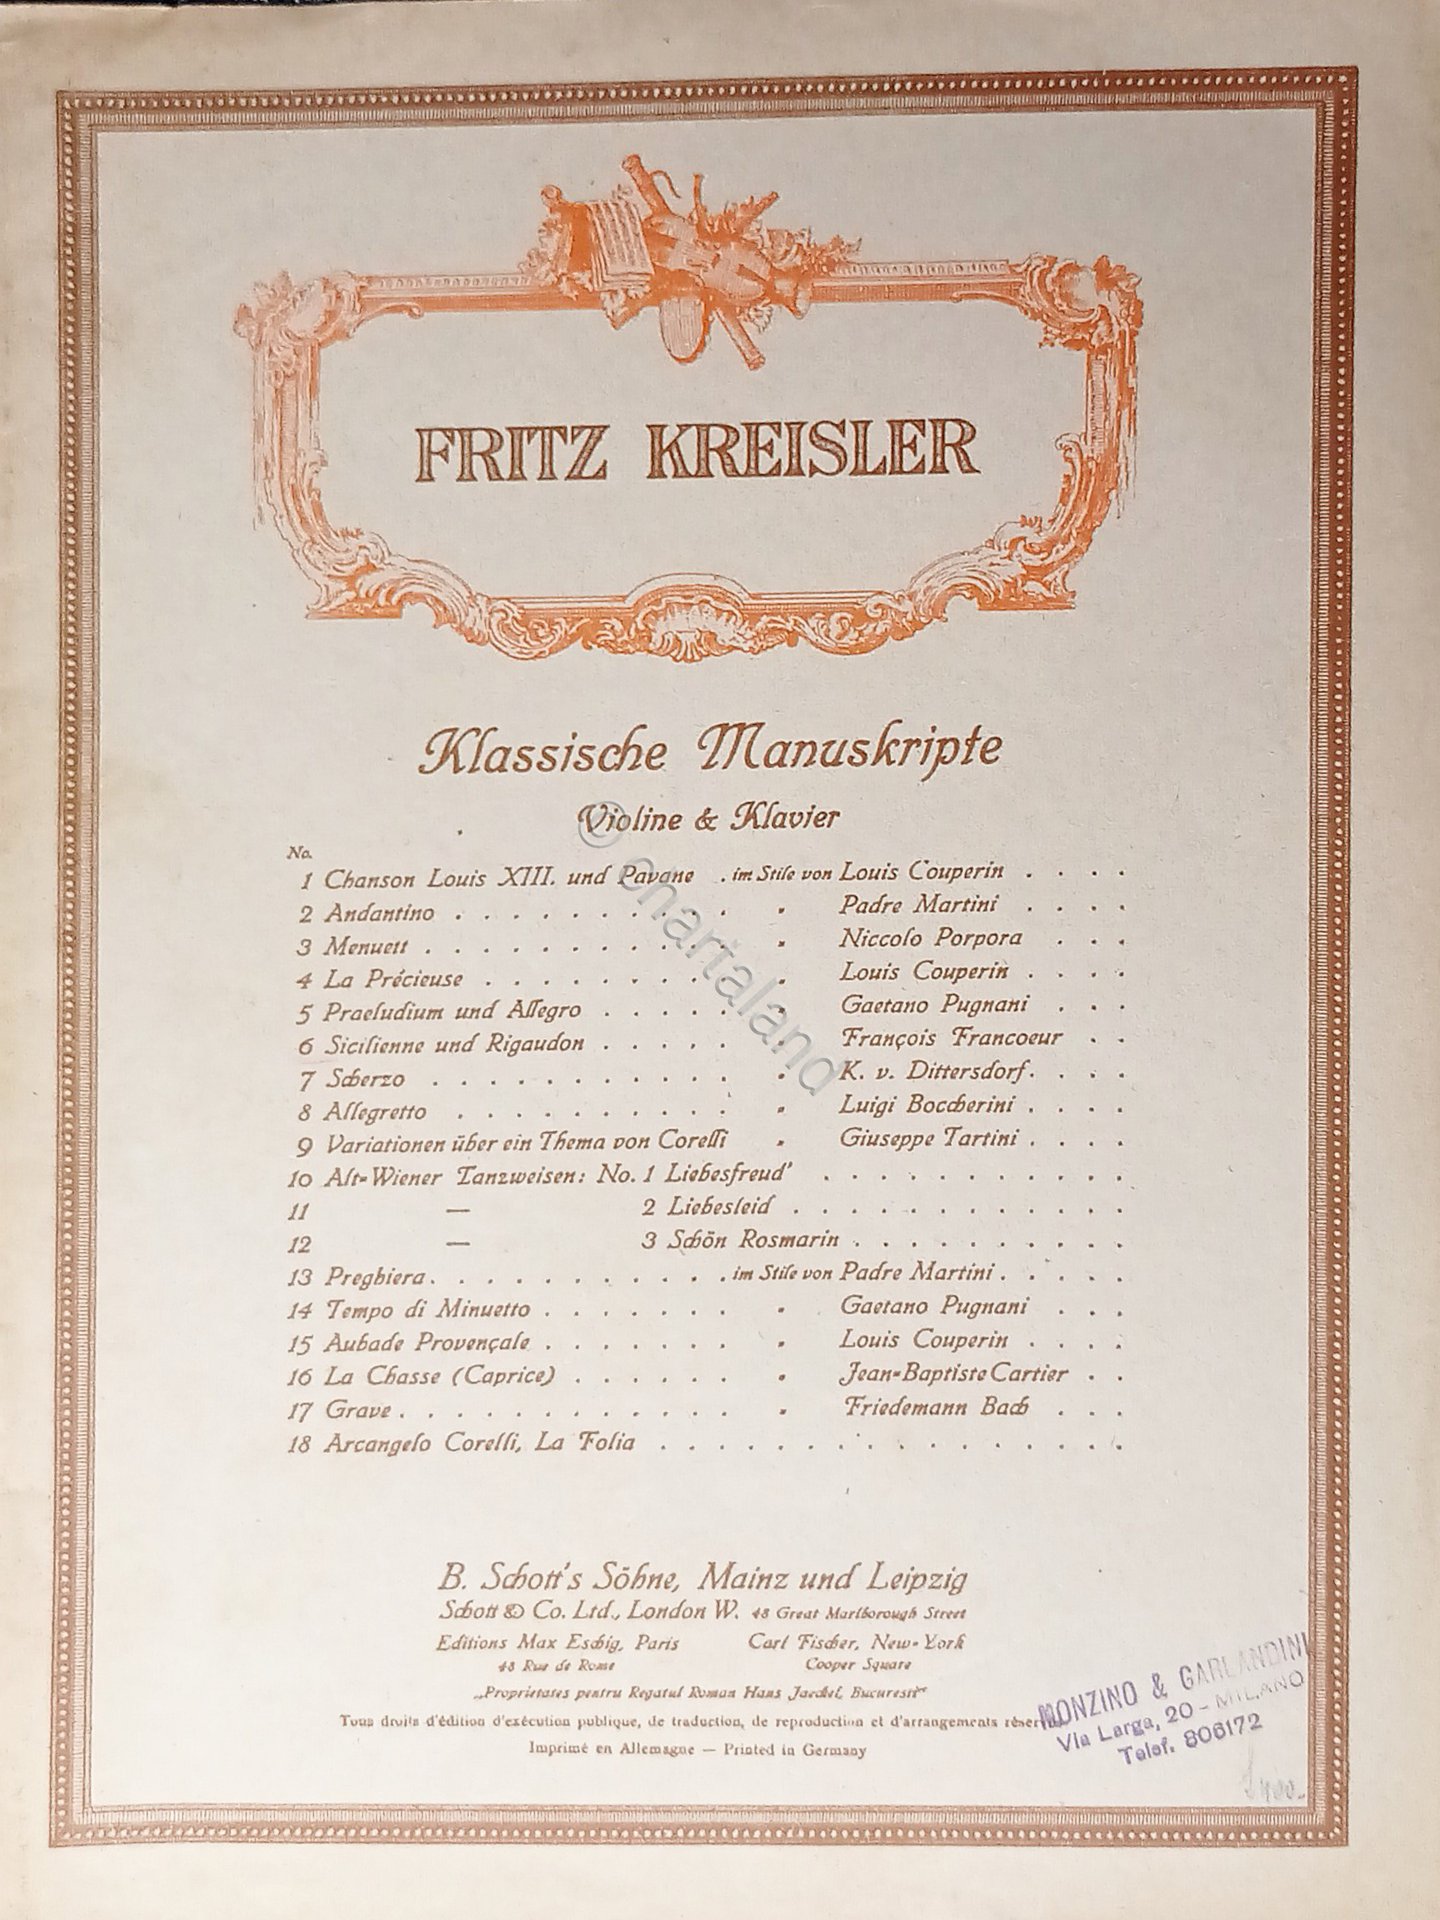 FRITZ KREISLER
Klassische Manuskripte
Violine & Klavier
No.
1 Chanson Louis XIII. und Pavane . im Stile von Louis Couperin . . . .
2 Andantino . . . . . . . . . . „ Padre Martini . . . .
3 Menuett . . . . . . . . . . . „ Niccolo Porpora . . .
4 La Précieuse . . . . . . . . . „ Louis Couperin . . . .
5 Praeludium und Allegro . . . . . „ Gaetano Pugnani . . .
6 Sicilienne und Rigaudon . . . . . François Francoeur . .
7 Scherzo . . . . . . . . . . . „ K. v. Dittersdorf . . . .
8 Allegretto . . . . . . . . . . „ Luigi Boccherini . . . .
9 Variationen über ein Thema von Corelli „ Giuseppe Tartini . . . .
10 Alt-Wiener Tanzweisen: No. 1 Liebesfreud' . . . . . . . . . . .
11 — 2 Liebesleid . . . . . . . . . . . .
12 — 3 Schön Rosmarin . . . . . . . . . .
13 Preghiera . . . . . . . . . . . im Stile von Padre Martini . . . . .
14 Tempo di Minuetto . . . . . . . „ Gaetano Pugnani . . .
15 Aubade Provençale . . . . . . . „ Louis Couperin . . . .
16 La Chasse (Caprice) . . . . . . „ Jean-Baptiste Cartier . .
17 Grave . . . . . . . . . . . . „ Friedemann Bach . . .
18 Arcangelo Corelli, La Folia . . . . . . . . . . . . . . . .
B. Schott's Söhne, Mainz und Leipzig
Schott & Co. Ltd., London W. 48 Great Marlborough Street
Editions Max Eschig, Paris Carl Fischer, New-York
48 Rue de Rome Cooper Square
„Proprietates pentru Regatul Roman Hans Jaeckel, Bucuresti"
Tous droits d'édition d'exécution publique, de traduction, de reproduction et d'arrangements réservés
Imprimé en Allemagne — Printed in Germany
MONZINO & GARLANDINI
Via Larga, 20 - MILANO
Telef. 806172
© chartaland